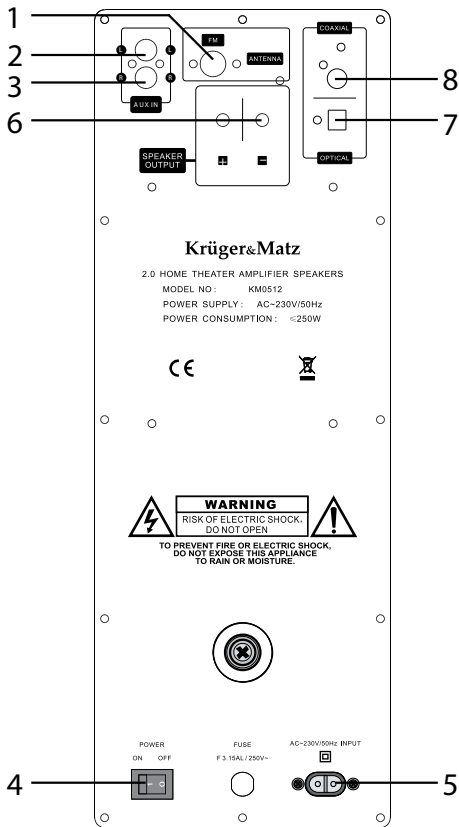 1
FM
ANTENNA
COAXIAL
2
L
L
3
R
R
AUX IN
8
6
7
SPEAKER
OUTPUT
+
−
OPTICAL
Krüger&Matz
2.0 HOME THEATER AMPLIFIER SPEAKERS
MODEL NO : KM0512
POWER SUPPLY : AC~230V/50Hz
POWER CONSUMPTION : ≤250W
CE
WARNING
RISK OF ELECTRIC SHOCK,
DO NOT OPEN
TO PREVENT FIRE OR ELECTRIC SHOCK,
DO NOT EXPOSE THIS APPLIANCE
TO RAIN OR MOISTURE.
POWER
ON OFF
FUSE
F 3.15AL / 250V~
AC~230V/50Hz INPUT
4
5